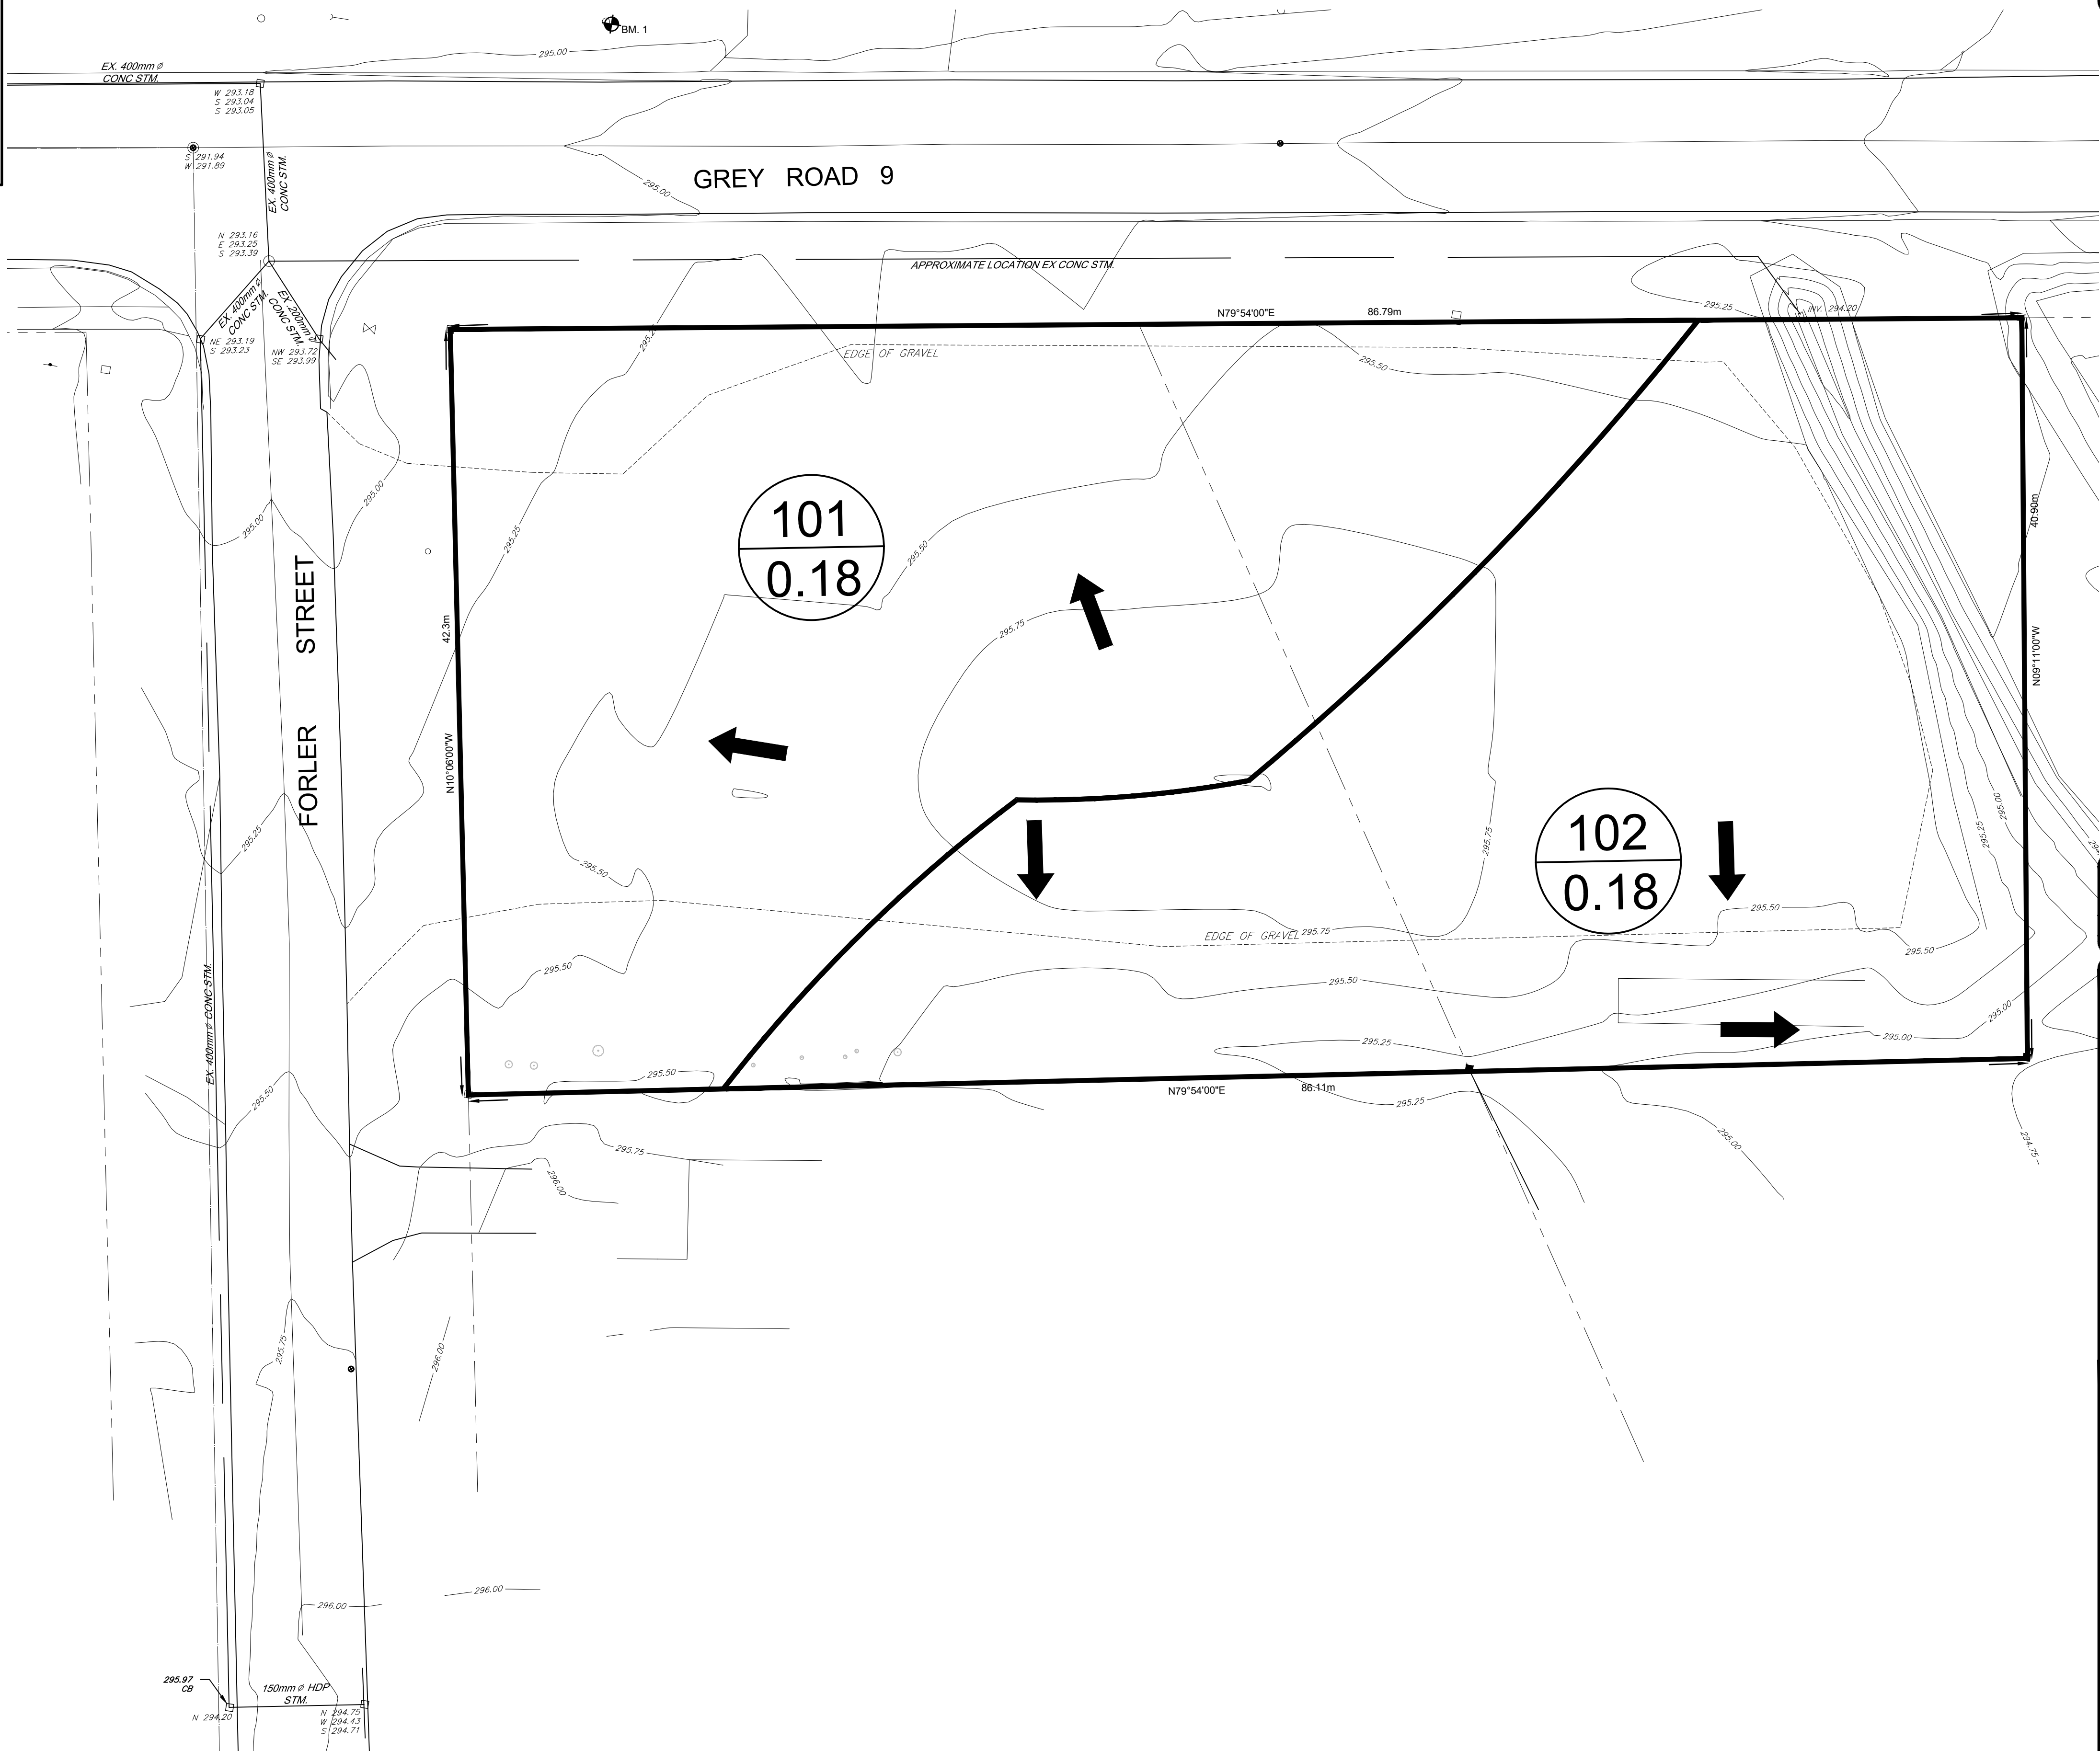 BM. 1
295.00
EX. 400mm Ø
CONC STM.
W 293.18
S 293.04
S 293.05
S 291.94
W 291.89
EX. 400mm Ø
CONC STM.
GREY ROAD 9
295.00
N 293.16
E 293.25
S 293.39
APPROXIMATE LOCATION EX CONC STM.
EX. 400mm Ø
CONC STM.
EX. 200mm Ø
CONC STM.
NE 293.19
S 293.23
NW 293.72
SE 293.99
N79°54'00"E
86.79m
295.25
INV. 294.20
EDGE OF GRAVEL
295.50
295.00
295.00
295.25
295.50
101
0.18
40.90m
N09°11'00"W
42.3m
N10°06'00"W
FORLER STREET
295.75
295.75
102
0.18
295.25
295.00
295.25
295.50
295.50
295.50
295.50
EDGE OF GRAVEL
295.75
295.50
295.50
295.00
295.00
295.25
EX. 400mm Ø CONC STM.
295.50
295.50
N79°54'00"E
86.11m
295.25
295.00
294.75
295.75
296.00
295.75
296.00
296.00
296.00
295.97
CB
150mm Ø HDP
STM.
N 294.20
N 294.75
W 294.43
S 294.71